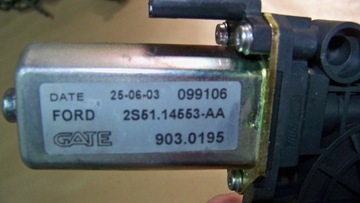 DATE 25-06-03 099106
FORD 2S51.14553-AA
GATE 903.0195